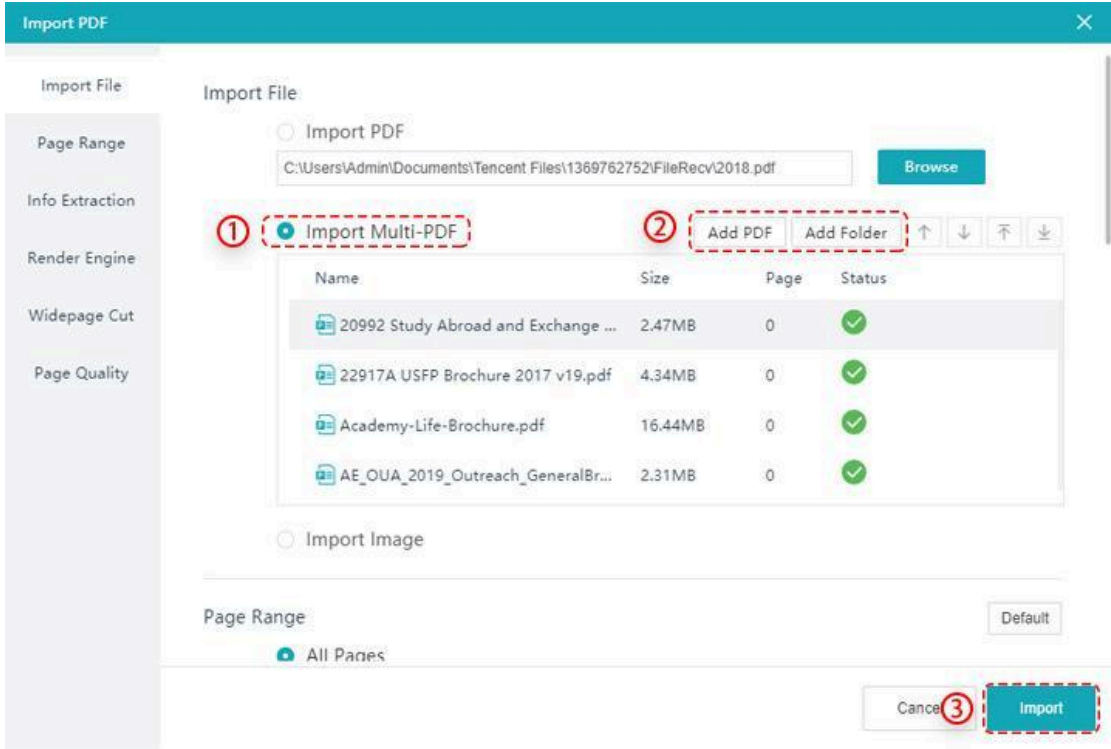 Import PDF
Import File
Page Range
Info Extraction
Render Engine
Widepage Cut
Page Quality
Import File
Import PDF
C:\Users\Admin\Documents\Tencent Files\1369762752\FileRecv\2018.pdf Browse
① Import Multi-PDF ② Add PDF Add Folder
Name Size Page Status
20992 Study Abroad and Exchange ... 2.47MB 0
22917A USFP Brochure 2017 v19.pdf 4.34MB 0
Academy-Life-Brochure.pdf 16.44MB 0
AE_OUA_2019_Outreach_GeneralBr... 2.31MB 0
Import Image
Page Range Default
All Pages
Cance ③ Import